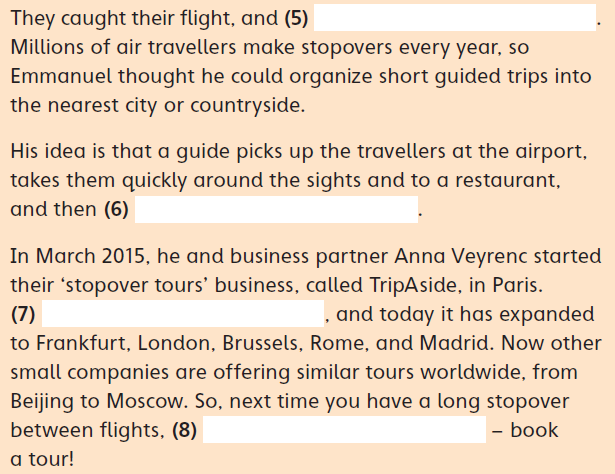 They caught their flight, and (5) .
Millions of air travellers make stopovers every year, so
Emmanuel thought he could organize short guided trips into
the nearest city or countryside.
His idea is that a guide picks up the travellers at the airport,
takes them quickly around the sights and to a restaurant,
and then (6) .
In March 2015, he and business partner Anna Veyrenc started
their ‘stopover tours’ business, called TripAside, in Paris.
(7) , and today it has expanded
to Frankfurt, London, Brussels, Rome, and Madrid. Now other
small companies are offering similar tours worldwide, from
Beijing to Moscow. So, next time you have a long stopover
between flights, (8) – book
a tour!